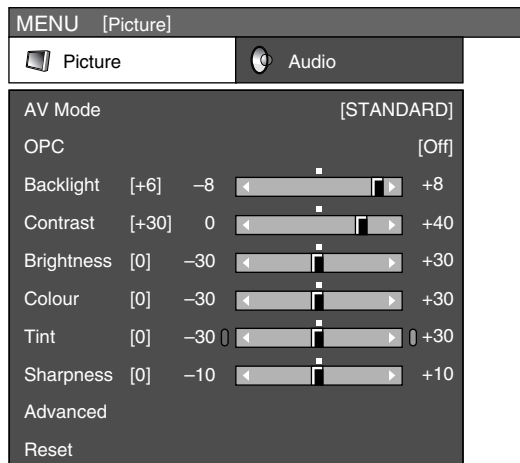 MENU [Picture]
Picture Audio
AV Mode [STANDARD]
OPC [Off]
Backlight [+6] –8 +8
Contrast [+30] 0 +40
Brightness [0] –30 +30
Colour [0] –30 +30
Tint [0] –30 +30
Sharpness [0] –10 +10
Advanced
Reset